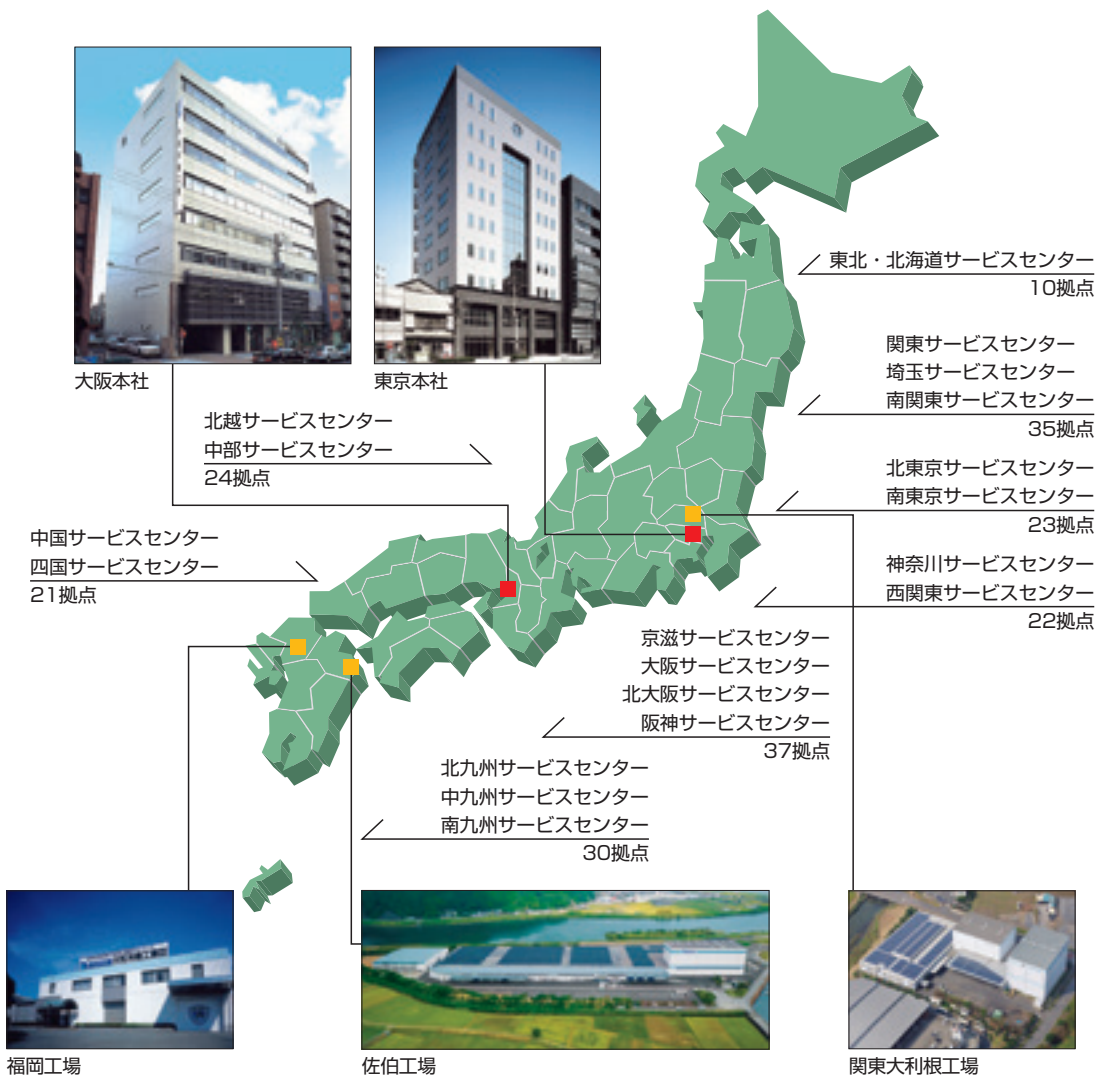 大阪本社
東京本社
東北・北海道サービスセンター
10拠点
関東サービスセンター
埼玉サービスセンター
南関東サービスセンター
35拠点
北越サービスセンター
中部サービスセンター
24拠点
北東京サービスセンター
南東京サービスセンター
23拠点
中国サービスセンター
四国サービスセンター
21拠点
神奈川サービスセンター
西関東サービスセンター
22拠点
京滋サービスセンター
大阪サービスセンター
北大阪サービスセンター
阪神サービスセンター
37拠点
北九州サービスセンター
中九州サービスセンター
南九州サービスセンター
30拠点
福岡工場
佐伯工場
関東大利根工場